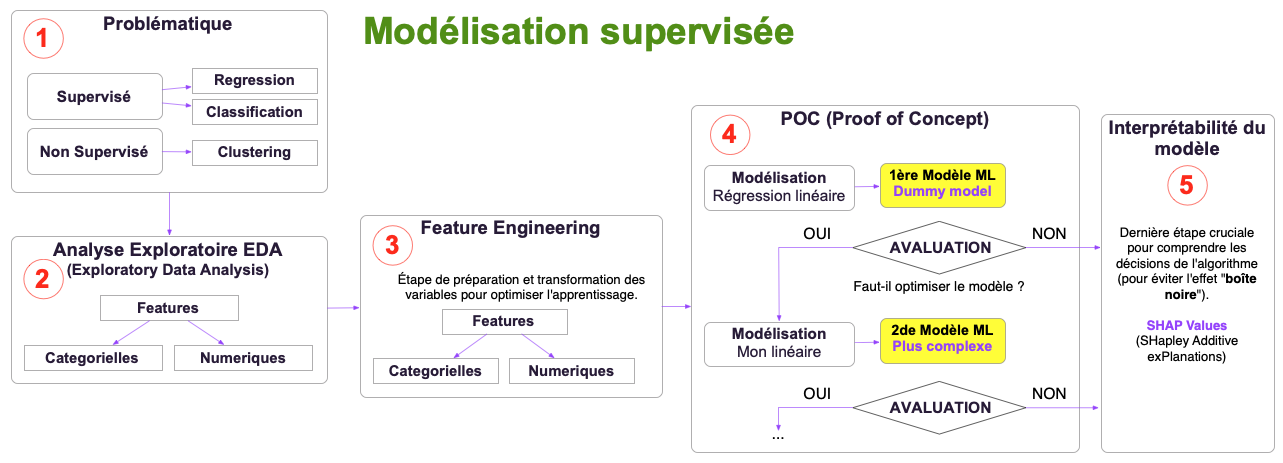 Modélisation supervisée
1
Problématique
Supervisé
Regression
Classification
Non Supervisé
Clustering
Analyse Exploratoire EDA
2
(Exploratory Data Analysis)
Features
Categorielles
Numeriques
3
Feature Engineering
Étape de préparation et transformation des
variables pour optimiser l'apprentissage.
Features
Categorielles
Numeriques
4
POC (Proof of Concept)
Modélisation
Régression linéaire
1ère Modèle ML
Dummy model
OUI
AVALUATION
NON
Faut-il optimiser le modèle ?
Modélisation
Mon linéaire
2de Modèle ML
Plus complexe
OUI
AVALUATION
NON
...
Interprétabilité du
modèle
5
Dernière étape cruciale
pour comprendre les
décisions de l'algorithme
(pour éviter l'effet "boîte
noire").
SHAP Values
(SHapley Additive
exPlanations)